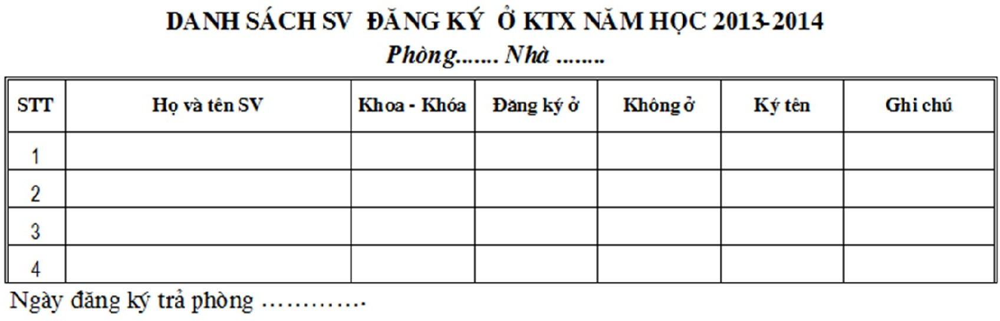 DANH SÁCH SV ĐĂNG KÝ Ở KTX NĂM HỌC 2013-2014
Phòng....... Nhà ........
STT Họ và tên SV Khoa - Khóa Đăng ký ở Không ở Ký tên Ghi chú
1
2
3
4
Ngày đăng ký trả phòng .............